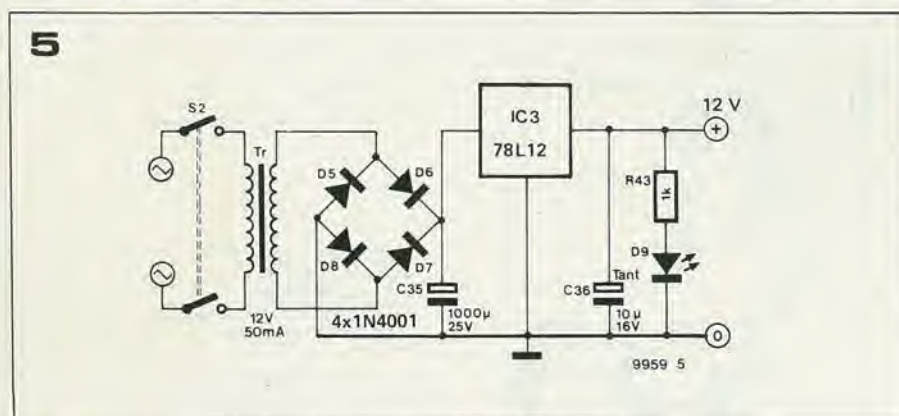 5
S2
Tr
12V
50mA
D5
D6
D8
D7
4x1N4001
C35
1000µ
25V
IC3
78L12
C36
Tant
10µ
16V
R43
1k
D9
12 V
+
0
9959 5